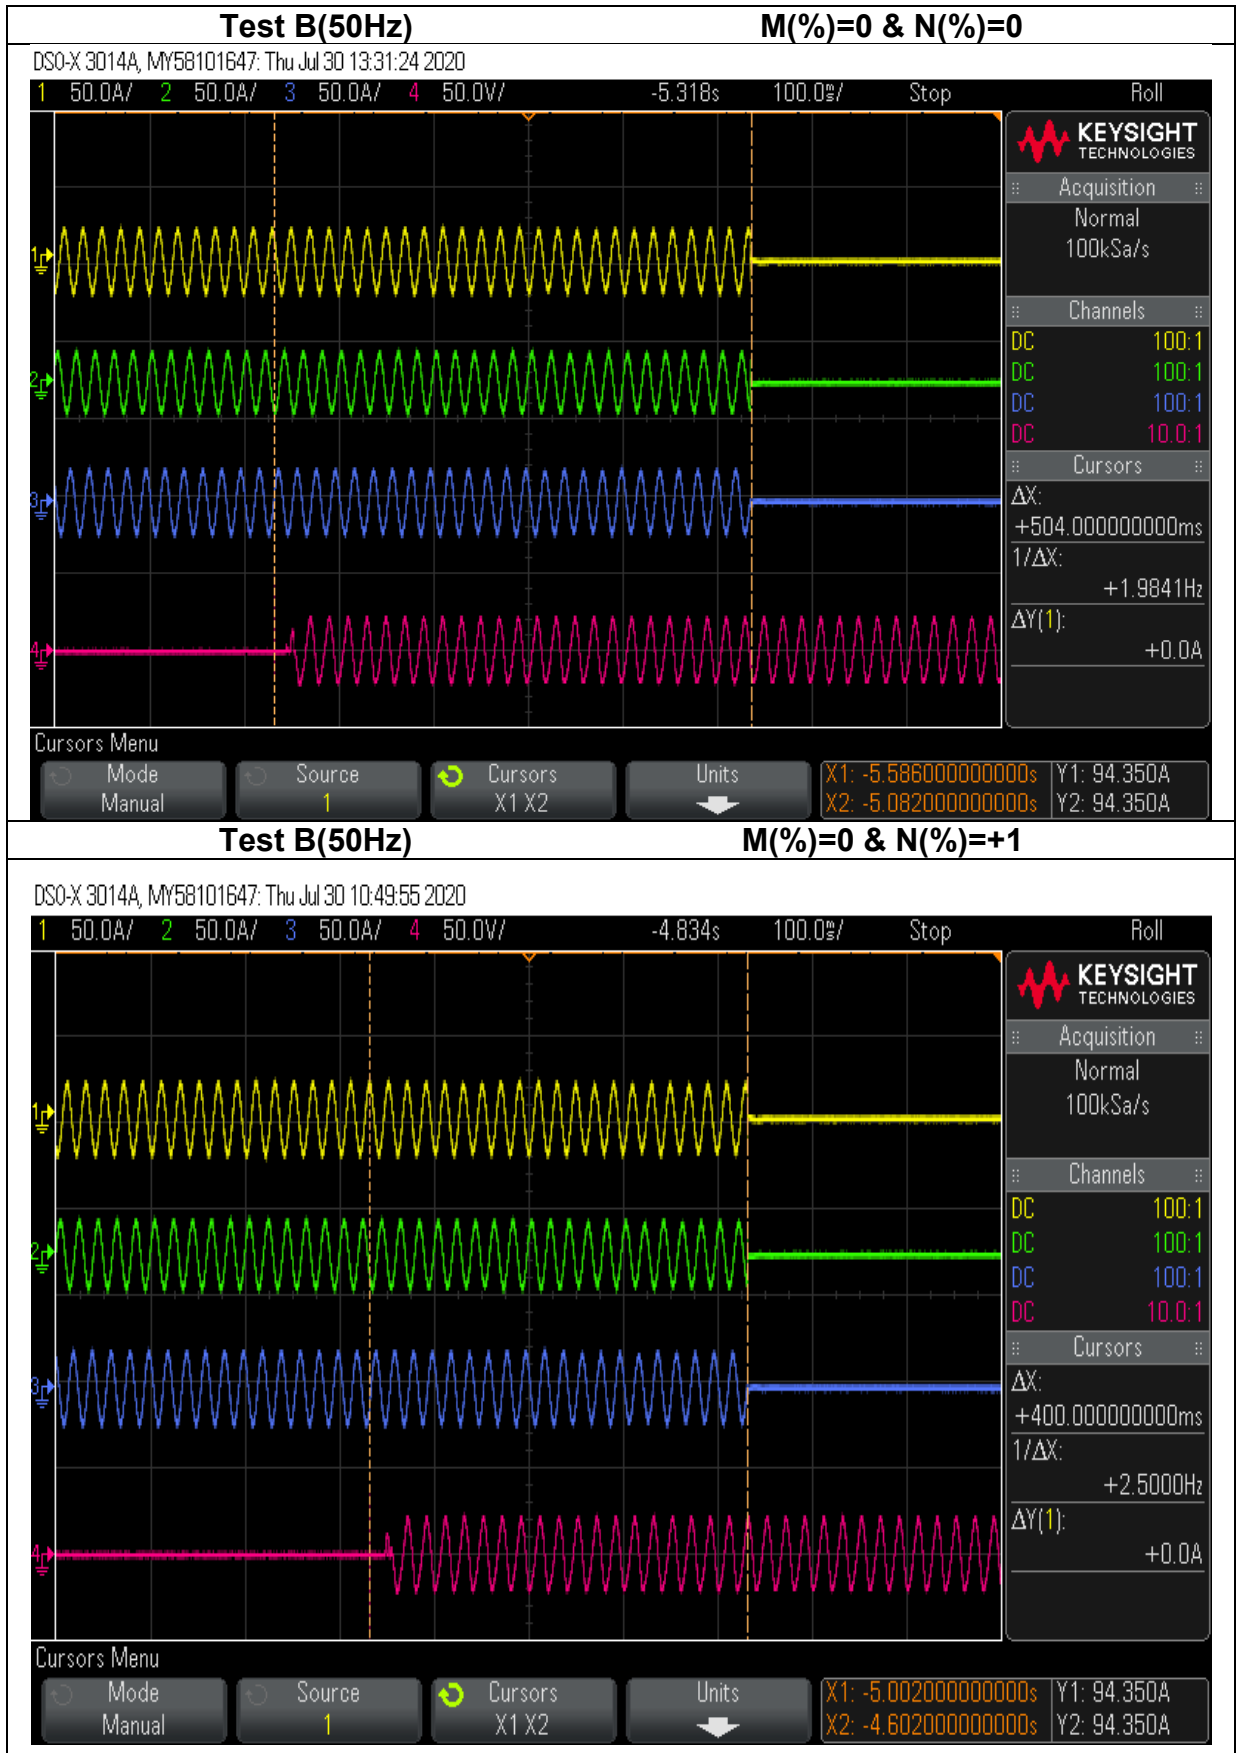 Test B(50Hz) M(%)=0 & N(%)=0
DSO-X 3014A, MY58101647: Thu Jul 30 13:31:24 2020
1 50.0A/ 2 50.0A/ 3 50.0A/ 4 50.0V/ -5.318s 100.0ms/ Stop Roll
KEYSIGHT
TECHNOLOGIES
Acquisition
Normal
100kSa/s
Channels
DC 100:1
DC 100:1
DC 100:1
DC 10.0:1
Cursors
ΔX:
+504.000000000ms
1/ΔX:
+1.9841Hz
ΔY(1):
+0.0A
1
2
3
4
Cursors Menu
Mode Source Cursors Units X1: -5.586000000000s Y1: 94.350A
Manual 1 X1 X2 X2: -5.082000000000s Y2: 94.350A
Test B(50Hz) M(%)=0 & N(%)=+1
DSO-X 3014A, MY58101647: Thu Jul 30 10:49:55 2020
1 50.0A/ 2 50.0A/ 3 50.0A/ 4 50.0V/ -4.834s 100.0ms/ Stop Roll
KEYSIGHT
TECHNOLOGIES
Acquisition
Normal
100kSa/s
Channels
DC 100:1
DC 100:1
DC 100:1
DC 10.0:1
Cursors
ΔX:
+400.000000000ms
1/ΔX:
+2.5000Hz
ΔY(1):
+0.0A
1
2
3
4
Cursors Menu
Mode Source Cursors Units X1: -5.002000000000s Y1: 94.350A
Manual 1 X1 X2 X2: -4.602000000000s Y2: 94.350A